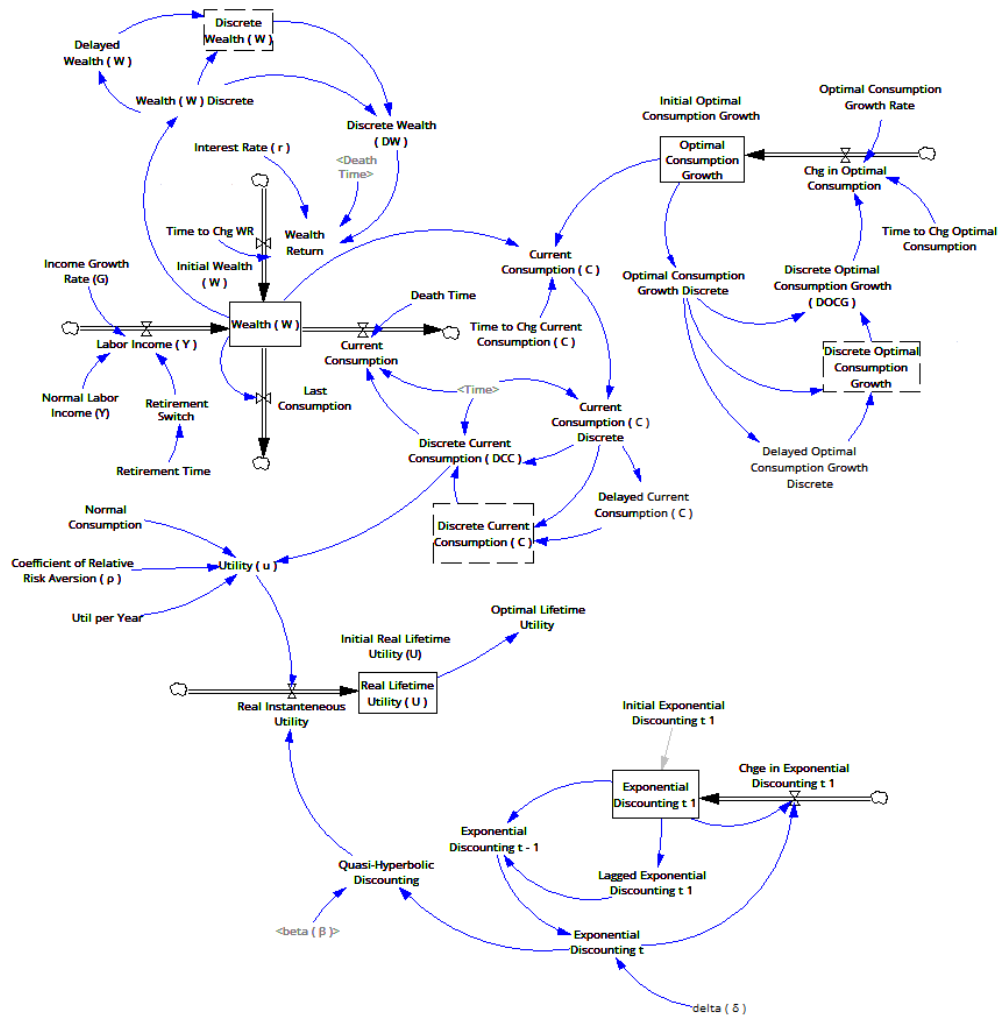 Discrete
Wealth ( W )
Delayed
Wealth ( W )
Wealth ( W ) Discrete
Discrete Wealth (
DW)
Interest Rate ( r )
<Death
Time>
Time to Chg WR
Wealth
Return
Initial Wealth
( W )
Income Growth
Rate (G)
Wealth ( W )
Labor Income ( Y )
Normal Labor
Income (Y)
Retirement
Switch
Retirement Time
Last
Consumption
Death Time
Current
Consumption
Current
Consumption ( C )
Time to Chg Current
Consumption ( C )
<Time>
Current
Consumption ( C )
Discrete
Discrete Current
Consumption ( DCC )
Delayed Current
Consumption ( C )
Discrete Current
Consumption ( C )
Initial Optimal
Consumption Growth
Optimal Consumption
Growth Rate
Optimal
Consumption
Growth
Chg in Optimal
Consumption
Time to Chg Optimal
Consumption
Optimal Consumption
Growth Discrete
Discrete Optimal
Consumption Growth (
DOCG )
Discrete Optimal
Consumption
Growth
Delayed Optimal
Consumption Growth
Discrete
Normal
Consumption
Coefficient of Relative
Risk Aversion ( ρ )
Utility ( u )
Util per Year
Optimal Lifetime
Utility
Initial Real Lifetime
Utility (U)
Real Lifetime
Utility ( U )
Real Instanteneous
Utility
Initial Exponential
Discounting t 1
Exponential
Discounting t 1
Chge in Exponential
Discounting t 1
Exponential
Discounting t - 1
Lagged Exponential
Discounting t 1
Quasi-Hyperbolic
Discounting
<beta ( β )>
Exponential
Discounting t
delta ( δ )